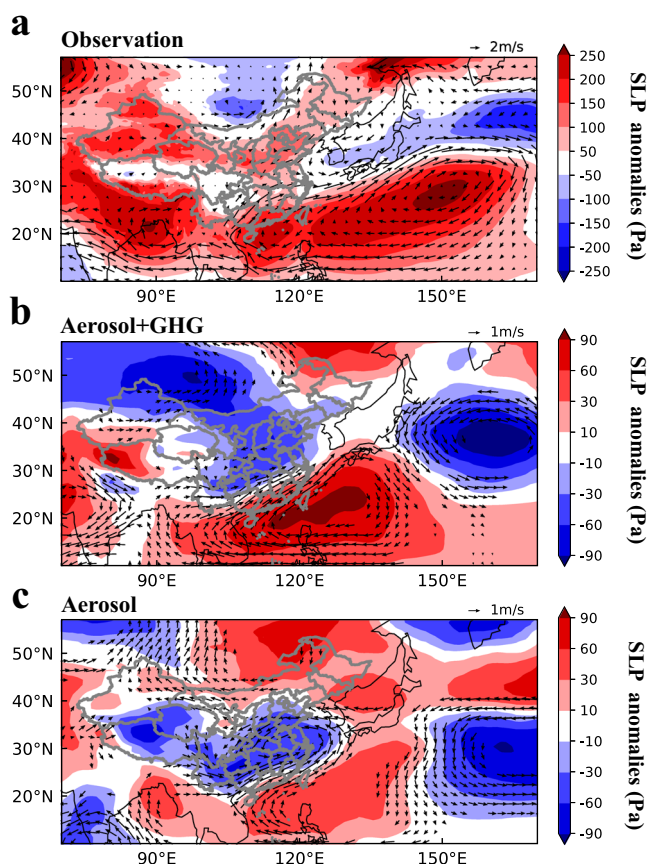 a
Observation
2m/s
50°N
40°N
30°N
20°N
90°E
120°E
150°E
250
200
150
100
50
-50
-100
-150
-200
-250
SLP anomalies (Pa)
b
Aerosol+GHG
1m/s
50°N
40°N
30°N
20°N
90°E
120°E
150°E
90
60
30
10
-10
-30
-60
-90
SLP anomalies (Pa)
c
Aerosol
1m/s
50°N
40°N
30°N
20°N
90°E
120°E
150°E
90
60
30
10
-10
-30
-60
-90
SLP anomalies (Pa)